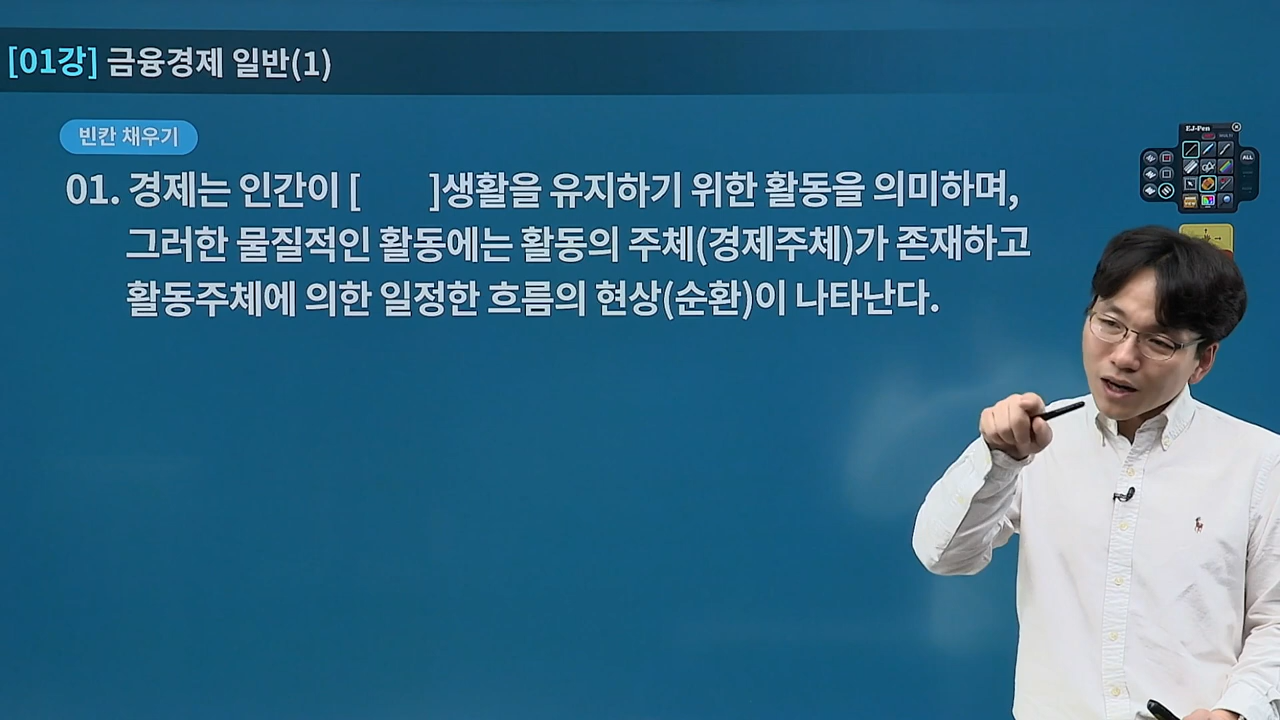 [01강] 금융경제 일반(1)
빈칸 채우기
01. 경제는 인간이 [ ]생활을 유지하기 위한 활동을 의미하며,
그러한 물질적인 활동에는 활동의 주체(경제주체)가 존재하고
활동주체에 의한 일정한 흐름의 현상(순환)이 나타난다.
EJ-Pen
ALL